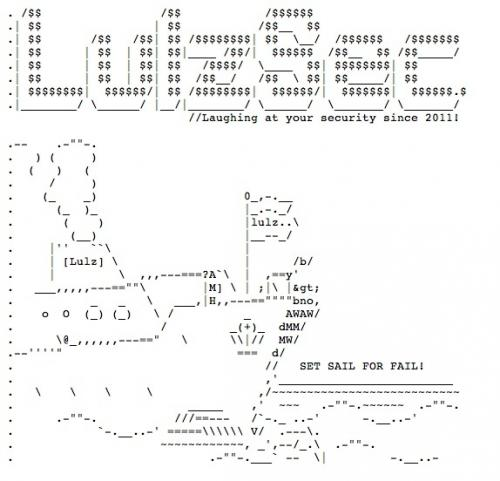 LulzSec
//Laughing at your security since 2011!
lulz..\
[Lulz]
/b/
SET SAIL FOR FAIL!